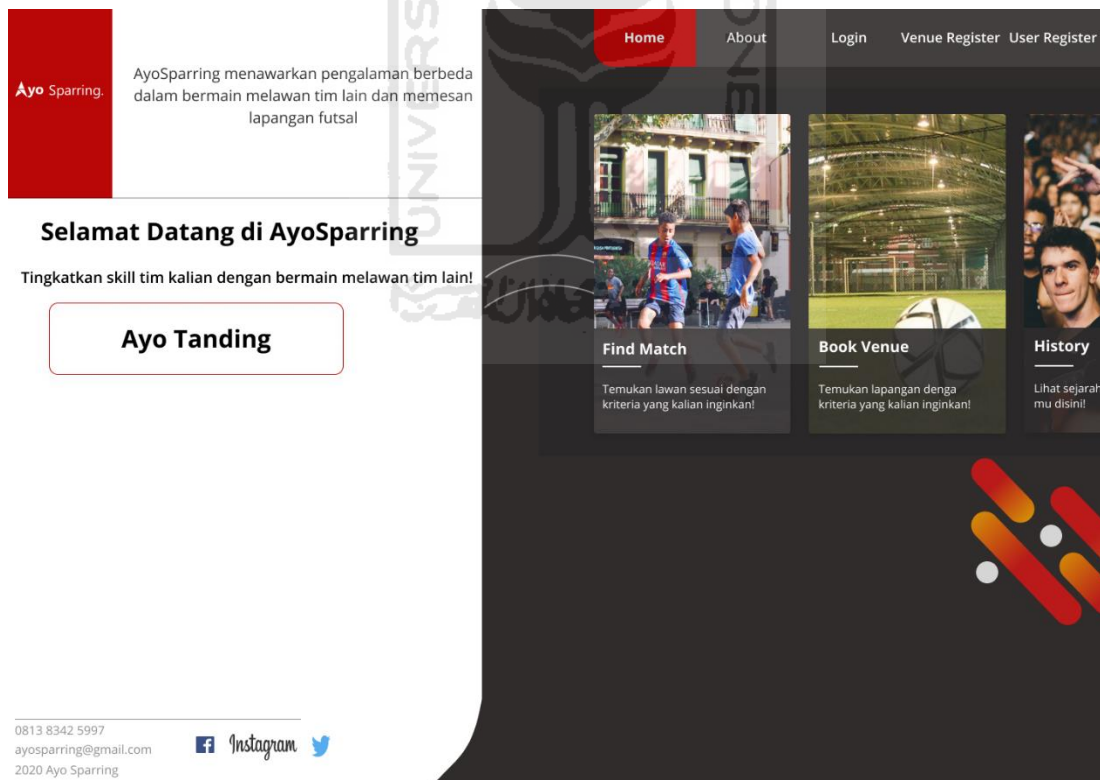 Ayo Sparring.
AyoSparring menawarkan pengalaman berbeda
dalam bermain melawan tim lain dan memesan
lapangan futsal
Selamat Datang di AyoSparring
Tingkatkan skill tim kalian dengan bermain melawan tim lain!
Ayo Tanding
0813 8342 5997
ayosparring@gmail.com
2020 Ayo Sparring
Instagram
Home About Login Venue Register User Register
Find Match
Temukan lawan sesuai dengan
kriteria yang kalian inginkan!
Book Venue
Temukan lapangan denga
kriteria yang kalian inginkan!
History
Lihat sejarah
mu disini!